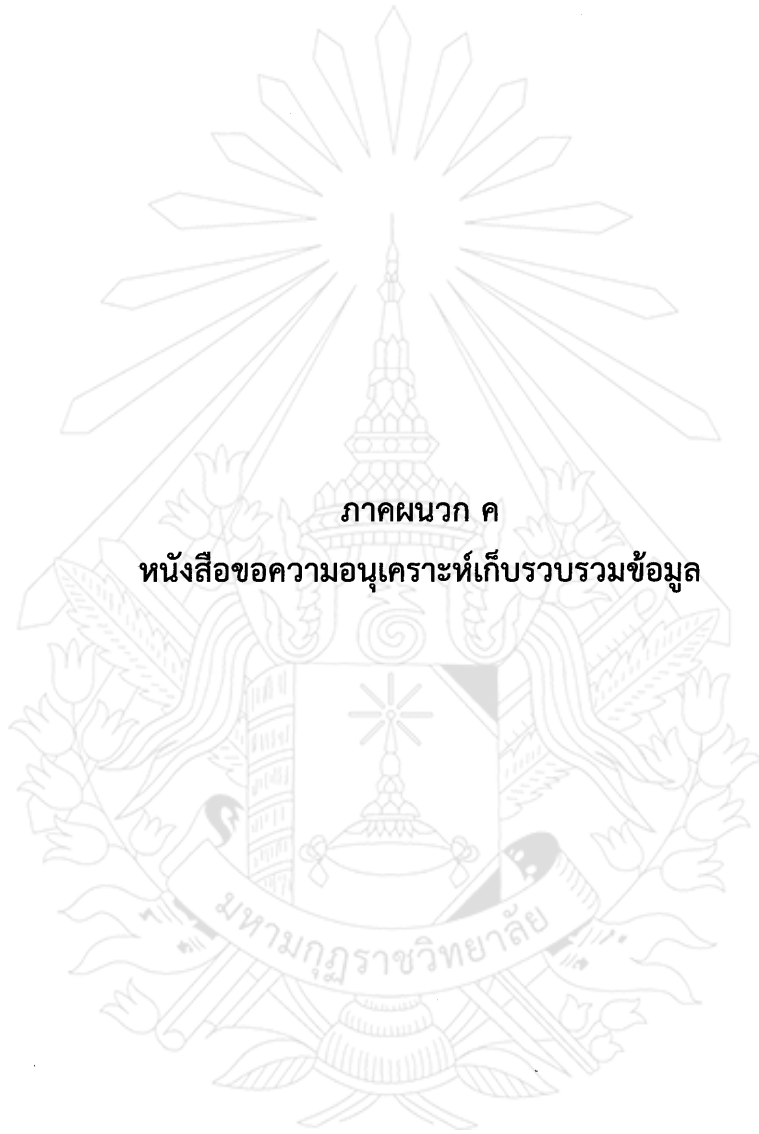 ภาคผนวก ค
หนังสือขอความอนุเคราะห์เก็บรวบรวมข้อมูล
มหามกุฏราชวิทยาลัย